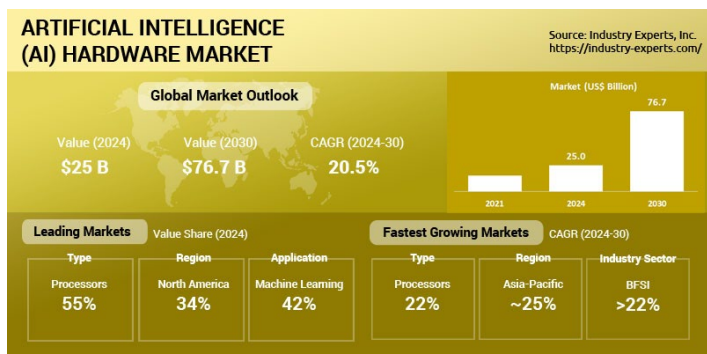 ARTIFICIAL INTELLIGENCE
(AI) HARDWARE MARKET
Source: Industry Experts, Inc.
https://industry-experts.com/
Global Market Outlook
Value (2024)
$25 B
Value (2030)
$76.7 B
CAGR (2024-30)
20.5%
Market (US$ Billion)
76.7
25.0
2021
2024
2030
Leading Markets
Value Share (2024)
Type
Processors
55%
Region
North America
34%
Application
Machine Learning
42%
Fastest Growing Markets
CAGR (2024-30)
Type
Processors
22%
Region
Asia-Pacific
~25%
Industry Sector
BFSI
>22%